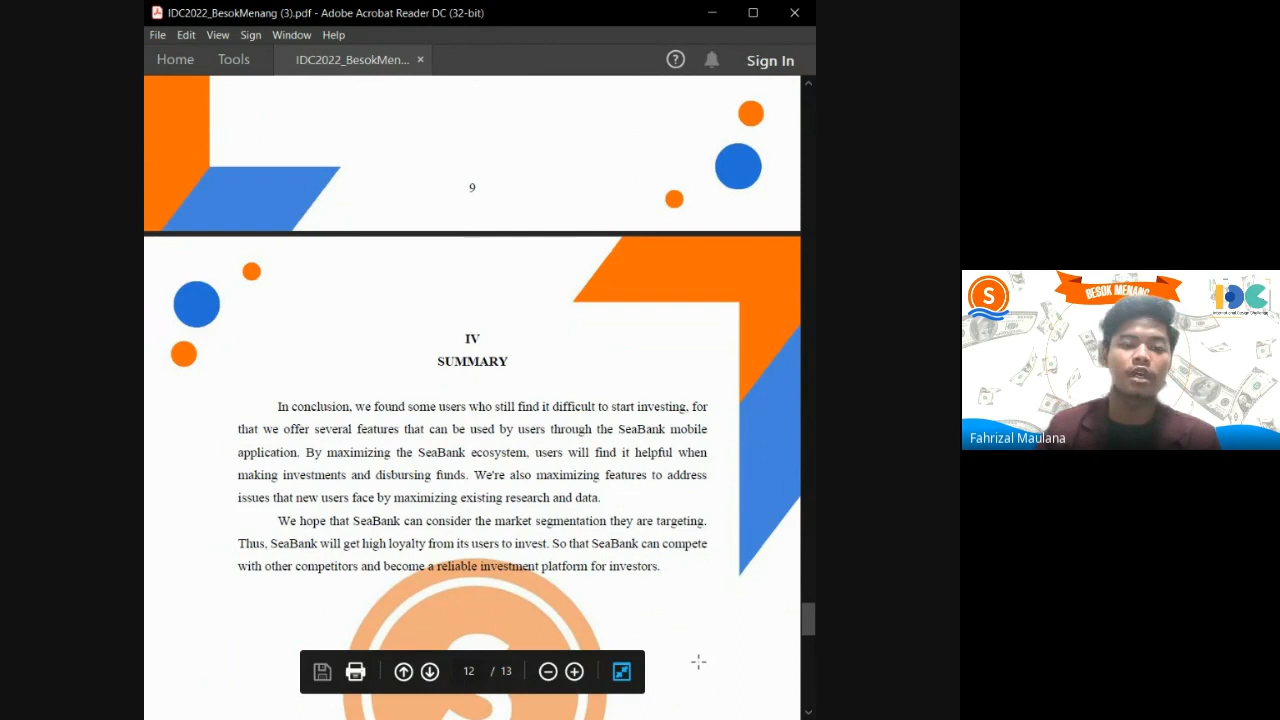 IDC2022_BesokMenang (3).pdf - Adobe Acrobat Reader DC (32-bit)
File Edit View Sign Window Help
Home Tools IDC2022_BesokMen... × Sign In
9
IV
SUMMARY
In conclusion, we found some users who still find it difficult to start investing, for
that we offer several features that can be used by users through the SeaBank mobile
application. By maximizing the SeaBank ecosystem, users will find it helpful when
making investments and disbursing funds. We're also maximizing features to address
issues that new users face by maximizing existing research and data.
We hope that SeaBank can consider the market segmentation they are targeting.
Thus, SeaBank will get high loyalty from its users to invest. So that SeaBank can compete
with other competitors and become a reliable investment platform for investors.
S
12 / 13
S
BESOK MENANG
IDC
International Design Challenge
Fahrizal Maulana